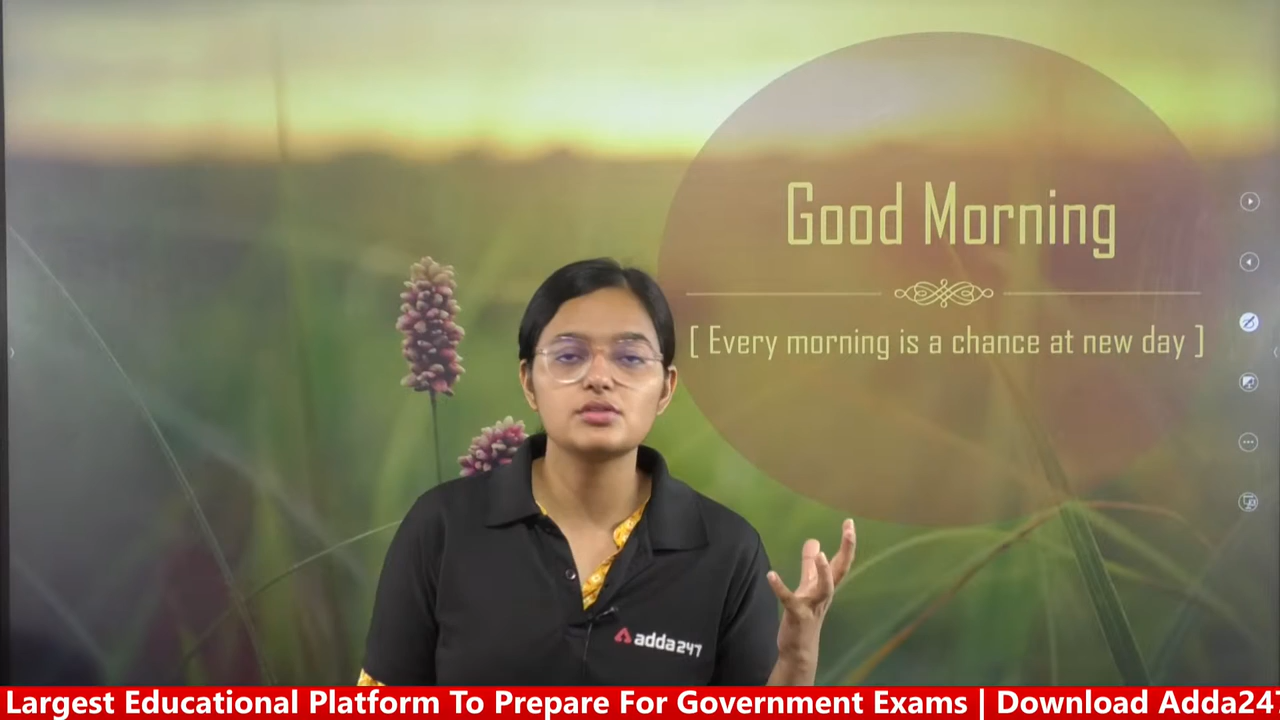 Good Morning
[ Every morning is a chance at new day ]
adda247
Largest Educational Platform To Prepare For Government Exams | Download Adda247